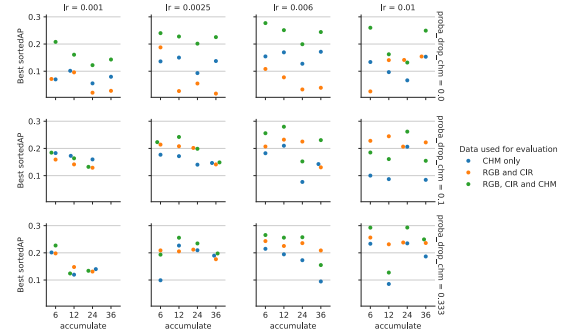 lr = 0.001
lr = 0.0025
lr = 0.006
lr = 0.01
Best sortedAP
0.3
0.2
0.1
proba_drop_chm = 0.0
Best sortedAP
0.3
0.2
0.1
proba_drop_chm = 0.1
Data used for evaluation
CHM only
RGB and CIR
RGB, CIR and CHM
Best sortedAP
0.3
0.2
0.1
proba_drop_chm = 0.333
6 12 24 36
6 12 24 36
6 12 24 36
6 12 24 36
accumulate
accumulate
accumulate
accumulate